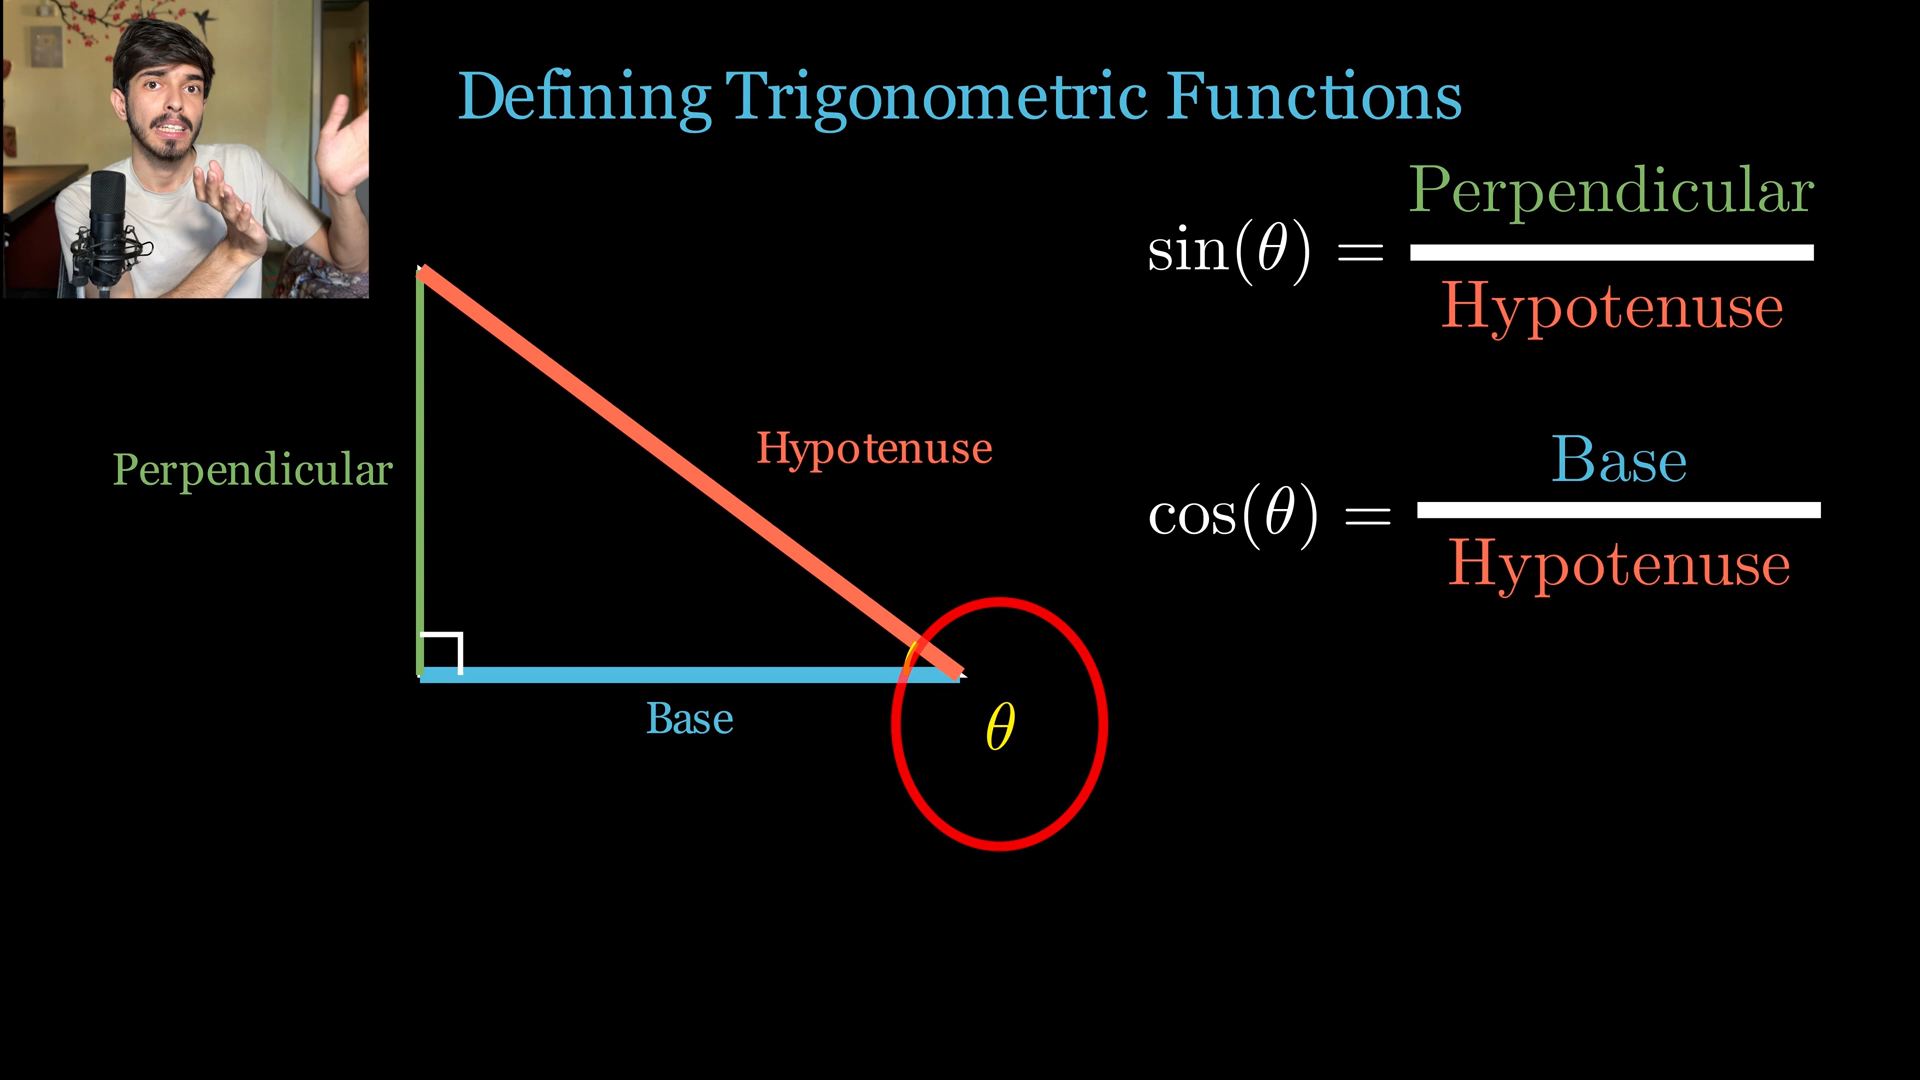 Defining Trigonometric Functions
sin(θ) = Perpendicular / Hypotenuse
Perpendicular
Hypotenuse
cos(θ) = Base / Hypotenuse
Base
θ